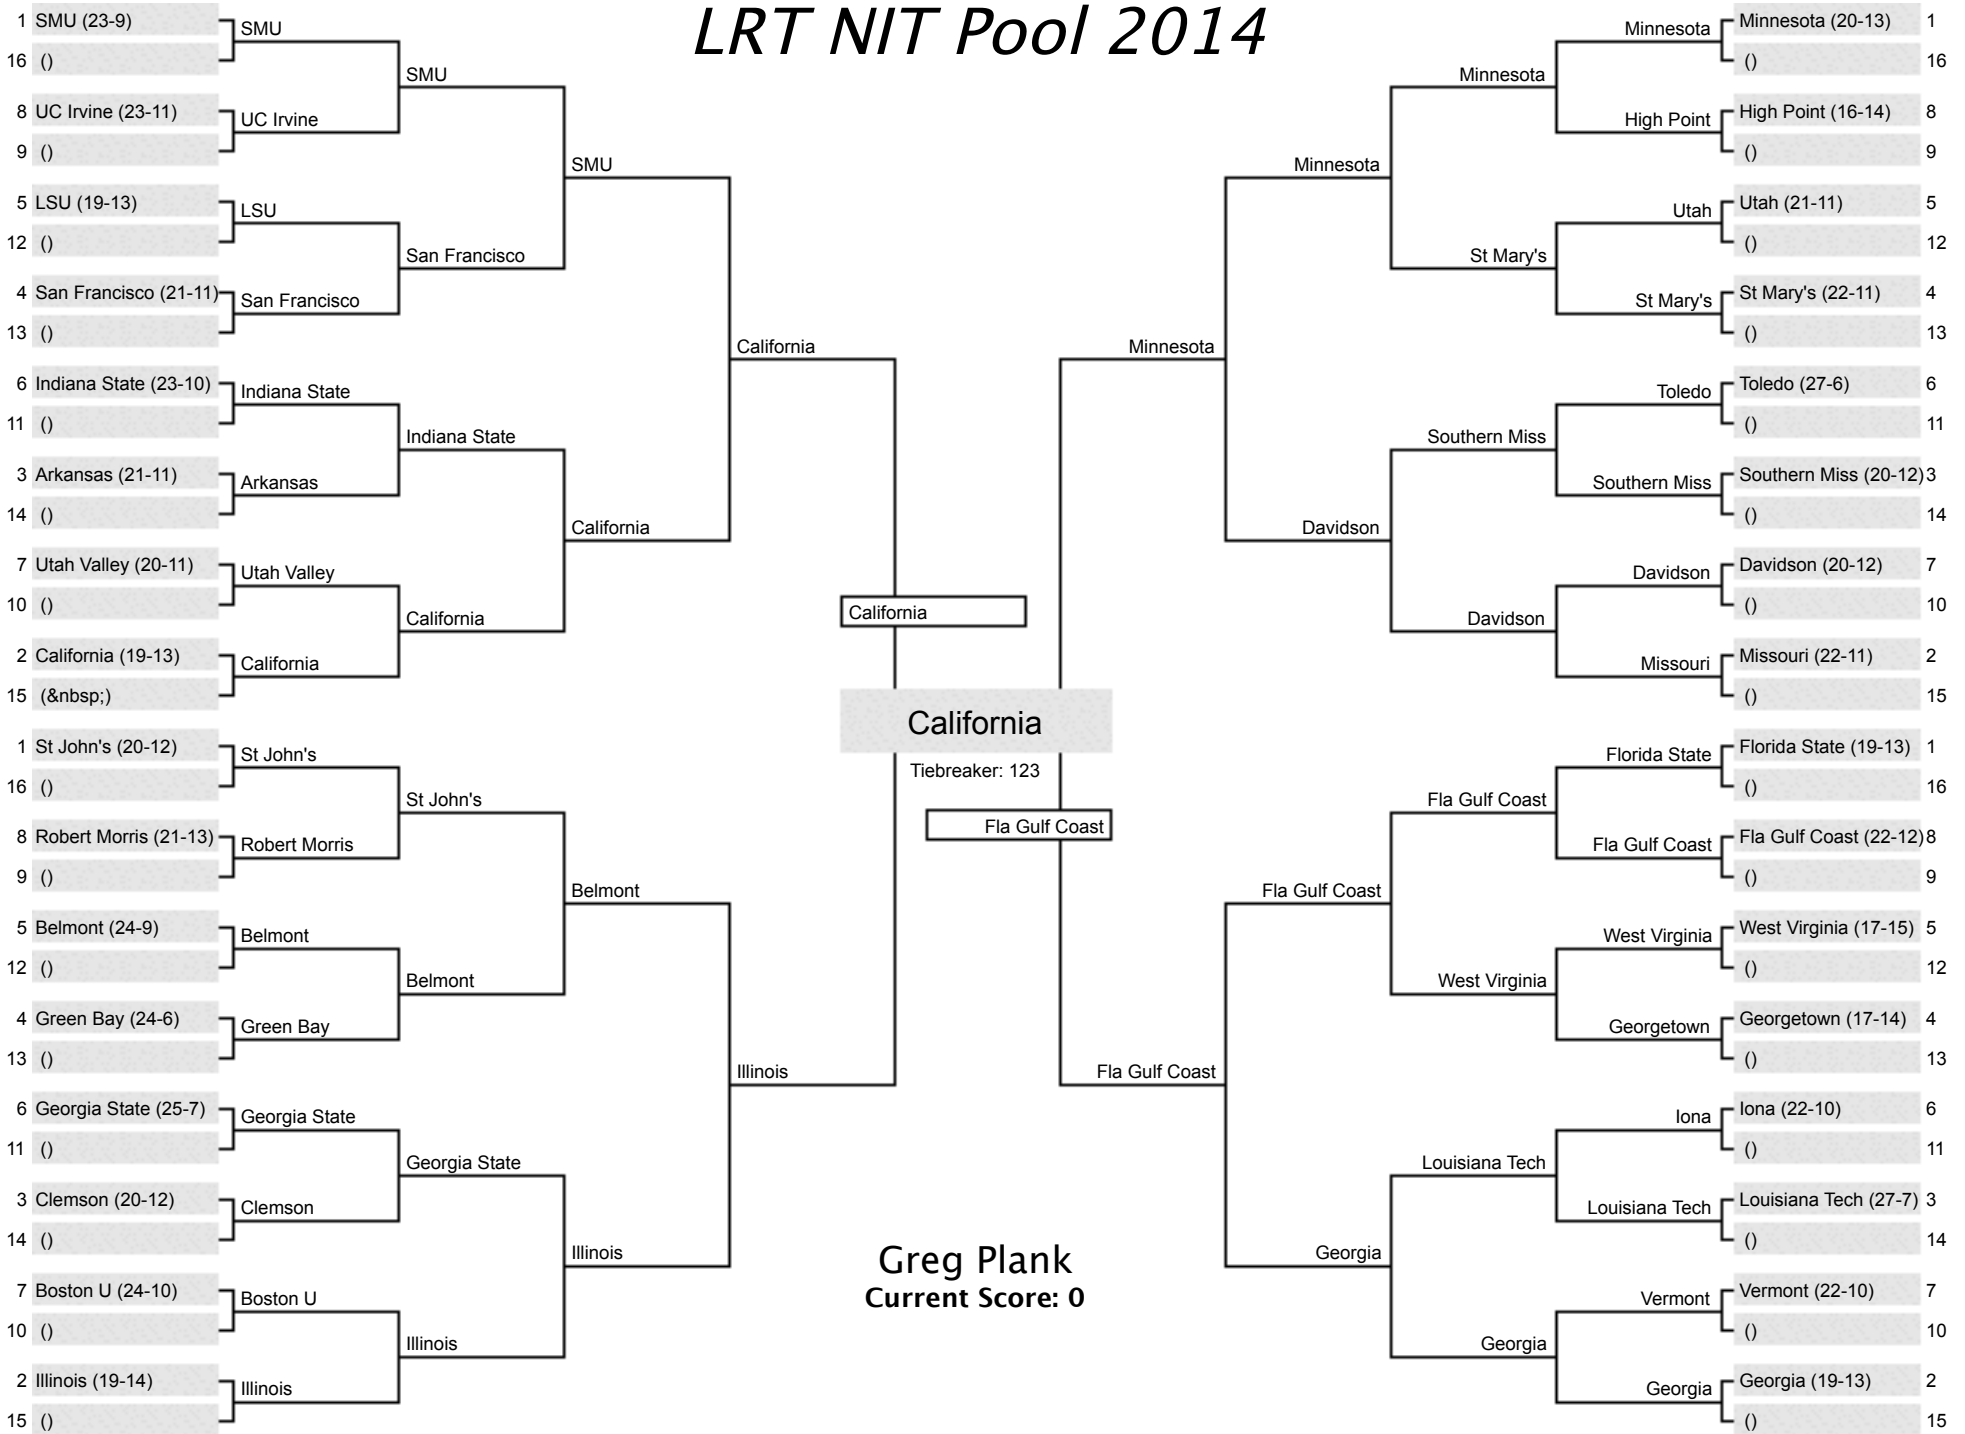 LRT NIT Pool 2014
1 SMU (23-9)
16 ()
8 UC Irvine (23-11)
9 ()
5 LSU (19-13)
12 ()
4 San Francisco (21-11)
13 ()
6 Indiana State (23-10)
11 ()
3 Arkansas (21-11)
14 ()
7 Utah Valley (20-11)
10 ()
2 California (19-13)
15 (&nbsp;)
1 St John's (20-12)
16 ()
8 Robert Morris (21-13)
9 ()
5 Belmont (24-9)
12 ()
4 Green Bay (24-6)
13 ()
6 Georgia State (25-7)
11 ()
3 Clemson (20-12)
14 ()
7 Boston U (24-10)
10 ()
2 Illinois (19-14)
15 ()
SMU
UC Irvine
LSU
San Francisco
Indiana State
Arkansas
Utah Valley
California
St John's
Robert Morris
Belmont
Green Bay
Georgia State
Clemson
Boston U
Illinois
SMU
San Francisco
Indiana State
California
St John's
Belmont
Georgia State
Illinois
SMU
California
Belmont
Illinois
California
Illinois
California
California
Tiebreaker: 123
Fla Gulf Coast
Greg Plank
Current Score: 0
Minnesota
Fla Gulf Coast
Minnesota
Davidson
Fla Gulf Coast
Georgia
Minnesota
St Mary's
Southern Miss
Davidson
Fla Gulf Coast
West Virginia
Louisiana Tech
Georgia
Minnesota
High Point
Utah
St Mary's
Toledo
Southern Miss
Davidson
Missouri
Florida State
Fla Gulf Coast
West Virginia
Georgetown
Iona
Louisiana Tech
Vermont
Georgia
Minnesota (20-13) 1
() 16
High Point (16-14) 8
() 9
Utah (21-11) 5
() 12
St Mary's (22-11) 4
() 13
Toledo (27-6) 6
() 11
Southern Miss (20-12) 3
() 14
Davidson (20-12) 7
() 10
Missouri (22-11) 2
() 15
Florida State (19-13) 1
() 16
Fla Gulf Coast (22-12) 8
() 9
West Virginia (17-15) 5
() 12
Georgetown (17-14) 4
() 13
Iona (22-10) 6
() 11
Louisiana Tech (27-7) 3
() 14
Vermont (22-10) 7
() 10
Georgia (19-13) 2
() 15